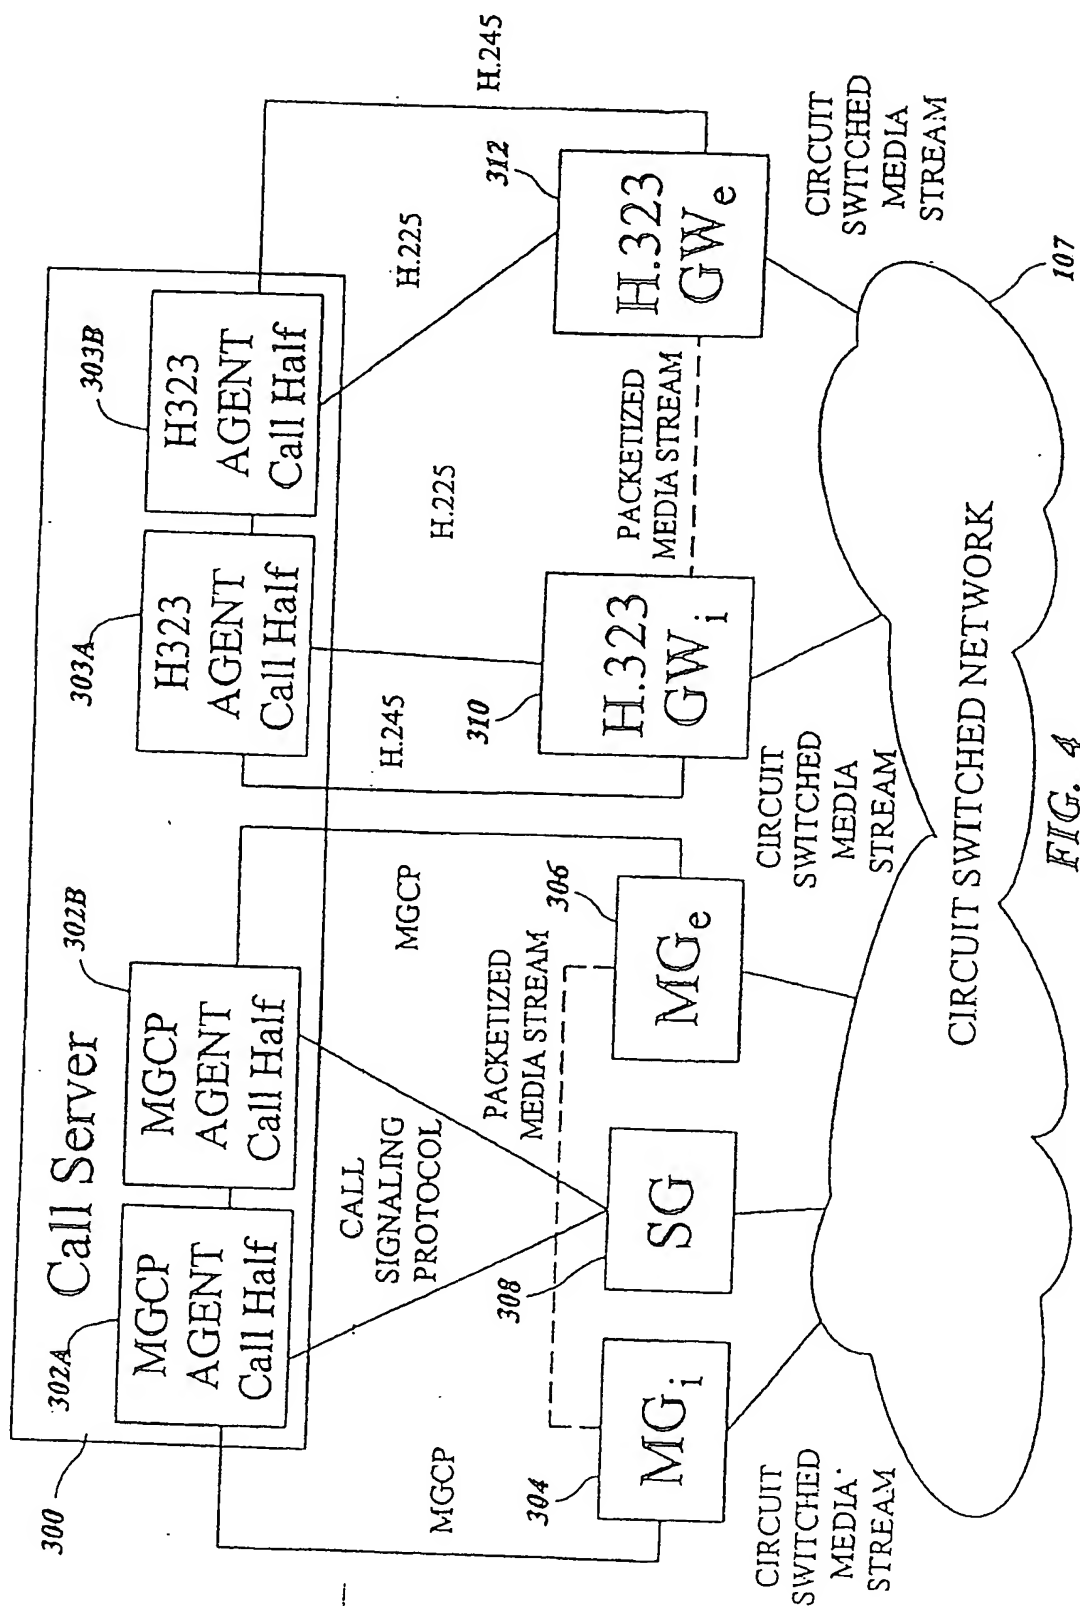 300
Call Server
302A
MGCP
AGENT
Call Half
302B
MGCP
AGENT
Call Half
303A
H323
AGENT
Call Half
303B
H323
AGENT
Call Half
MGCP
CALL
SIGNALING
PROTOCOL
MGCP
H.245
H.225
H.225
H.245
304
MGi
308
SG
PACKETIZED
MEDIA STREAM
306
MGe
310
H.323
GWi
PACKETIZED
MEDIA STREAM
312
H.323
GWe
CIRCUIT
SWITCHED
MEDIA
STREAM
CIRCUIT
SWITCHED
MEDIA
STREAM
CIRCUIT
SWITCHED
MEDIA
STREAM
CIRCUIT SWITCHED NETWORK
107
FIG. 4